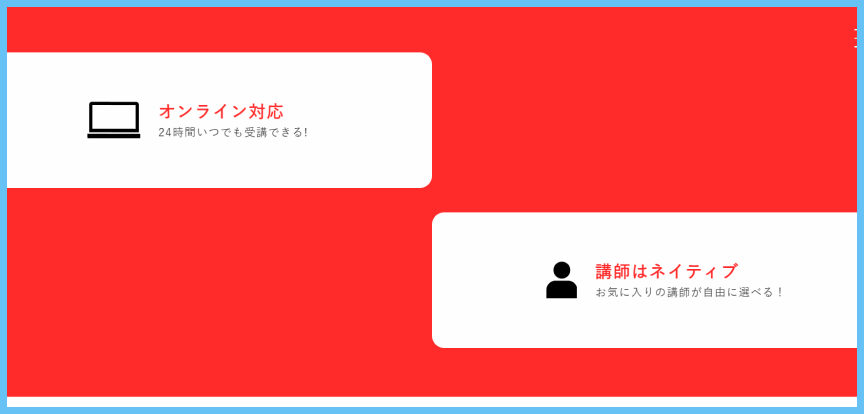 オンライン対応
24時間いつでも受講できる!
講師はネイティブ
お気に入りの講師が自由に選べる！